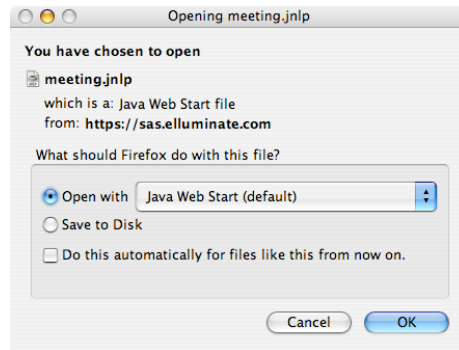 Opening meeting.jnlp
You have chosen to open
meeting.jnlp
which is a: Java Web Start file
from: https://sas.elluminate.com
What should Firefox do with this file?
Open with Java Web Start (default)
Save to Disk
Do this automatically for files like this from now on.
Cancel OK